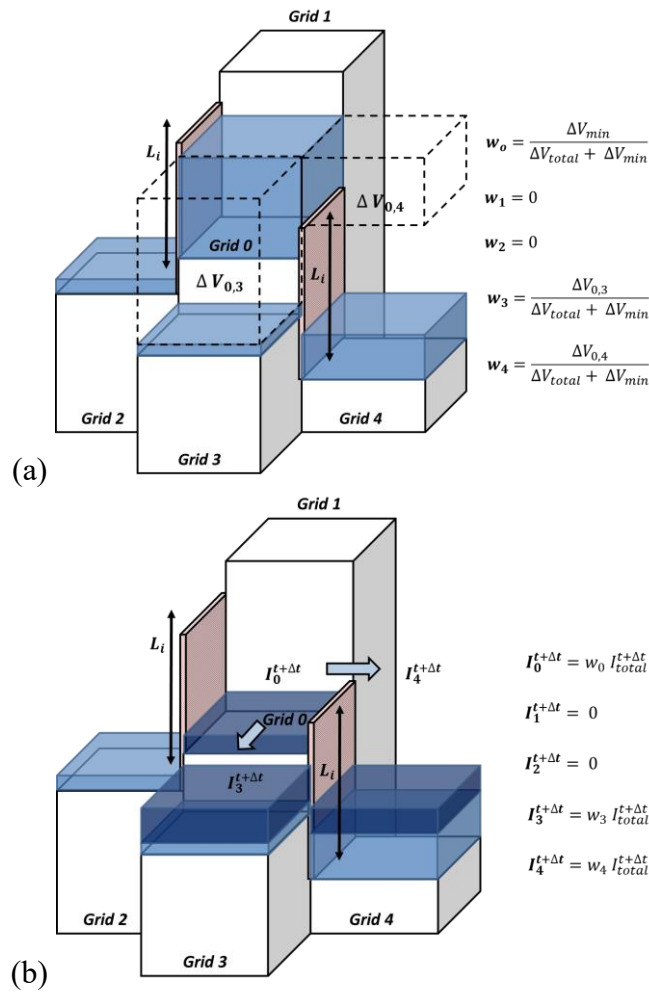 Grid 1
L_i
w_o = ΔV_min / (ΔV_total + ΔV_min)
Δ V_0,4
w_1 = 0
Grid 0
L_i
w_2 = 0
Δ V_0,3
w_3 = ΔV_0,3 / (ΔV_total + ΔV_min)
w_4 = ΔV_0,4 / (ΔV_total + ΔV_min)
Grid 2
Grid 4
Grid 3
(a)
Grid 1
L_i
I_0^{t+Δt}
I_4^{t+Δt}
I_0^{t+Δt} = w_0 I_total^{t+Δt}
Grid 0
I_1^{t+Δt} = 0
I_3^{t+Δt}
L_i
I_2^{t+Δt} = 0
I_3^{t+Δt} = w_3 I_total^{t+Δt}
I_4^{t+Δt} = w_4 I_total^{t+Δt}
Grid 2
Grid 4
Grid 3
(b)